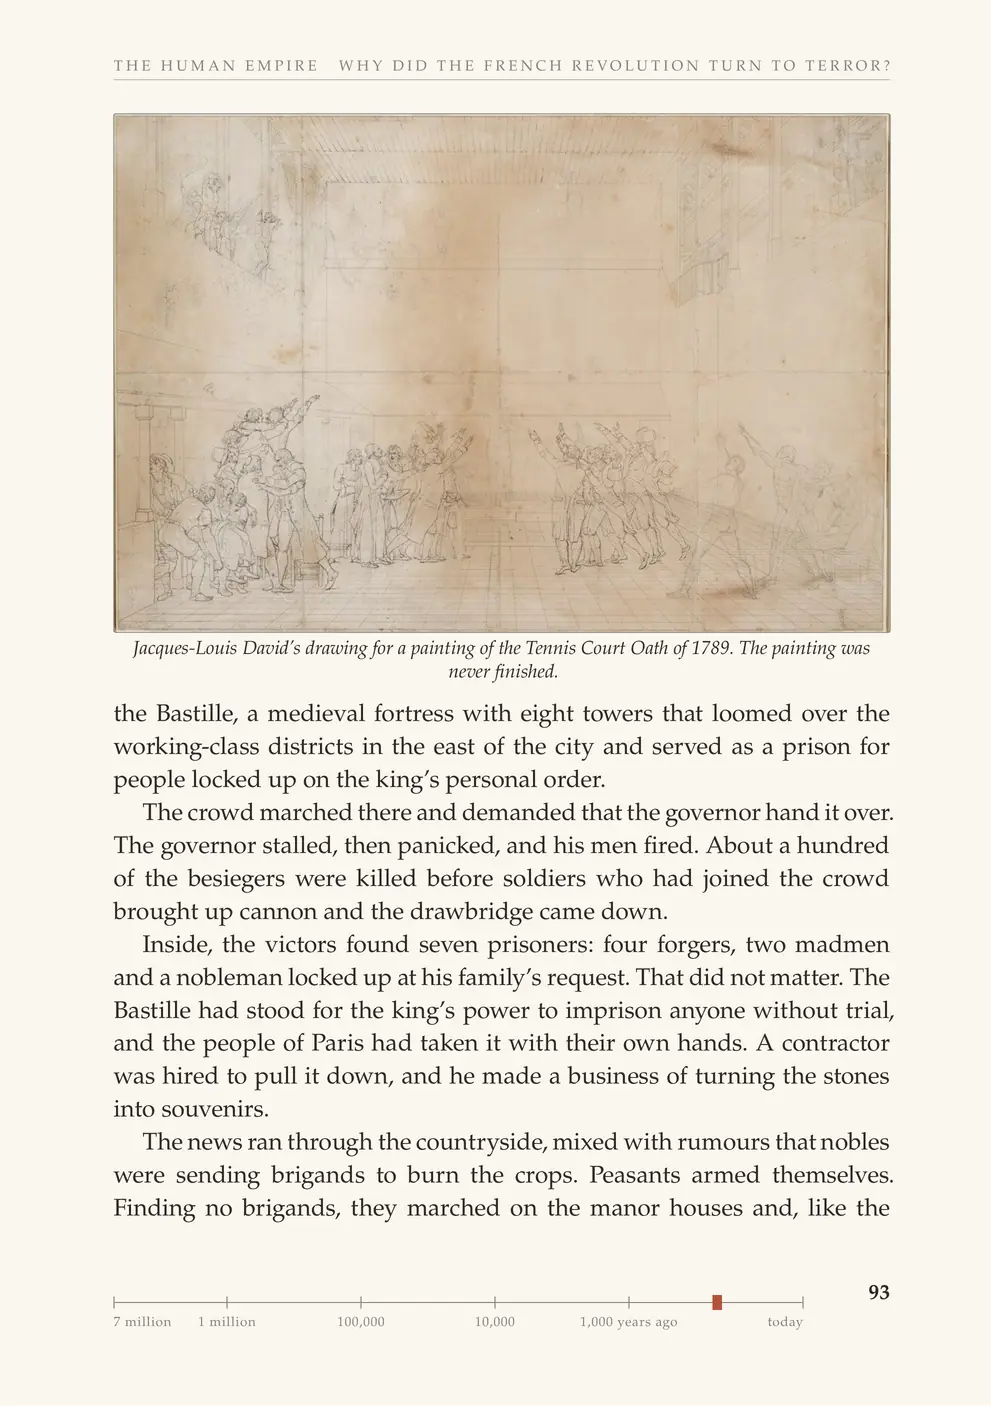 THE HUMAN EMPIRE WHY DID THE FRENCH REVOLUTION TURN TO TERROR?
Jacques-Louis David’s drawing for a painting of the Tennis Court Oath of 1789. The painting was
never finished.
the Bastille, a medieval fortress with eight towers that loomed over the
working-class districts in the east of the city and served as a prison for
people locked up on the king’s personal order.
The crowd marched there and demanded that the governor hand it over.
The governor stalled, then panicked, and his men fired. About a hundred
of the besiegers were killed before soldiers who had joined the crowd
brought up cannon and the drawbridge came down.
Inside, the victors found seven prisoners: four forgers, two madmen
and a nobleman locked up at his family’s request. That did not matter. The
Bastille had stood for the king’s power to imprison anyone without trial,
and the people of Paris had taken it with their own hands. A contractor
was hired to pull it down, and he made a business of turning the stones
into souvenirs.
The news ran through the countryside, mixed with rumours that nobles
were sending brigands to burn the crops. Peasants armed themselves.
Finding no brigands, they marched on the manor houses and, like the
93
7 million 1 million 100,000 10,000 1,000 years ago today